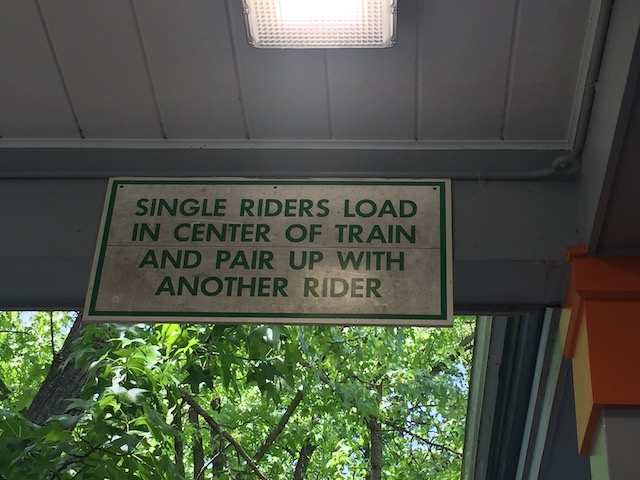 SINGLE RIDERS LOAD
IN CENTER OF TRAIN
AND PAIR UP WITH
ANOTHER RIDER